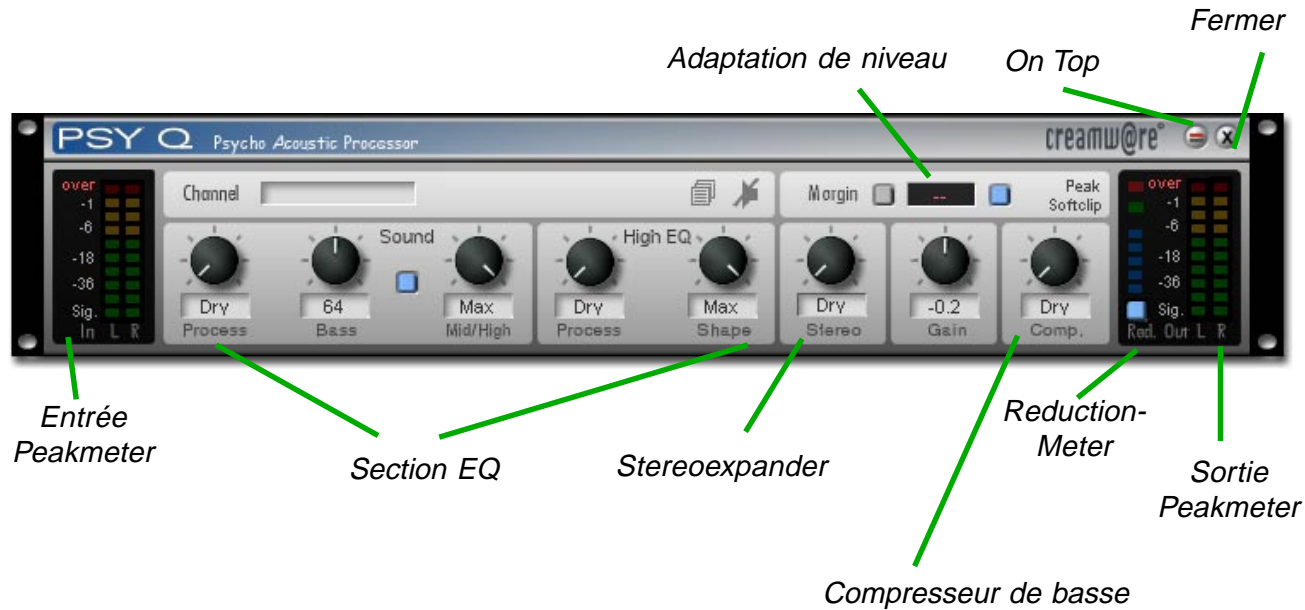 Fermer
Adaptation de niveau
On Top
PSY Q Psycho Acoustic Processor
creamw@re°
X
over
-1
-6
-18
-36
Sig.
In L R
Channel
Margin
--
Peak
Softclip
Sound
High EQ
Dry
Process
64
Bass
Max
Mid/High
Dry
Process
Max
Shape
Dry
Stereo
-0.2
Gain
Dry
Comp.
over
-1
-6
-18
-36
Sig.
Red. Out L R
Entrée
Peakmeter
Section EQ
Stereoexpander
Reduction-
Meter
Sortie
Peakmeter
Compresseur de basse